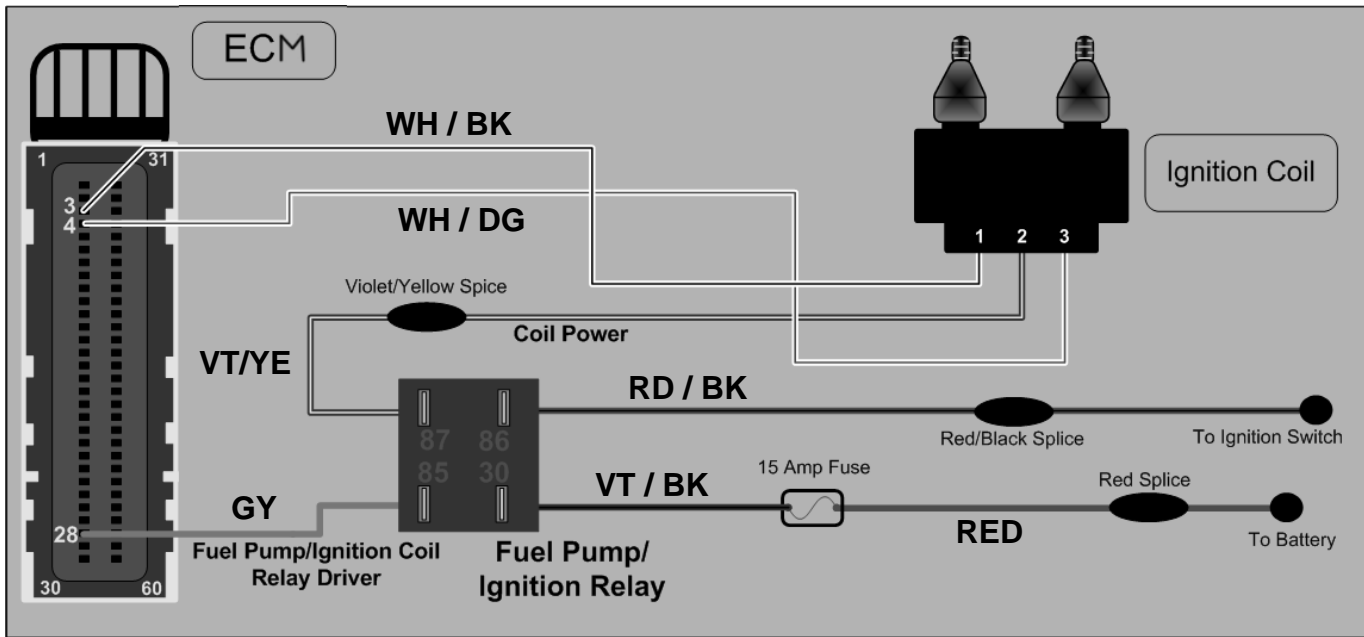 ECM
WH / BK
1
31
3
4
WH / DG
Ignition Coil
1 2 3
Violet/Yellow Spice
Coil Power
VT/YE
RD / BK
87 86
85 30
Red/Black Splice
To Ignition Switch
15 Amp Fuse
Red Splice
VT / BK
GY
28
RED
To Battery
Fuel Pump/Ignition Coil
Relay Driver
Fuel Pump/
Ignition Relay
30
60